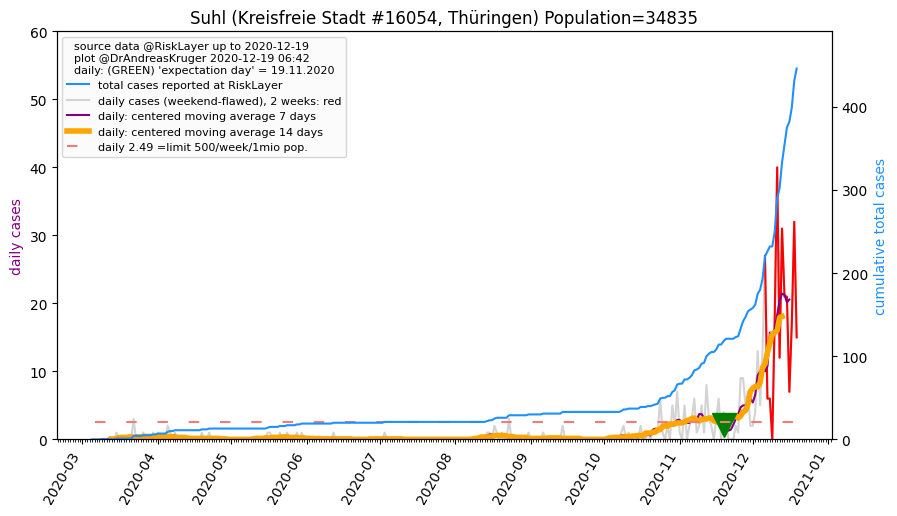 Suhl (Kreisfreie Stadt #16054, Thüringen) Population=34835
source data @RiskLayer up to 2020-12-19
plot @DrAndreasKruger 2020-12-19 06:42
daily: (GREEN) 'expectation day' = 19.11.2020
total cases reported at RiskLayer
daily cases (weekend-flawed), 2 weeks: red
daily: centered moving average 7 days
daily: centered moving average 14 days
daily 2.49 =limit 500/week/1mio pop.
daily cases
60
50
40
30
20
10
0
400
300
200
100
0
cumulative total cases
2020-03
2020-04
2020-05
2020-06
2020-07
2020-08
2020-09
2020-10
2020-11
2020-12
2021-01